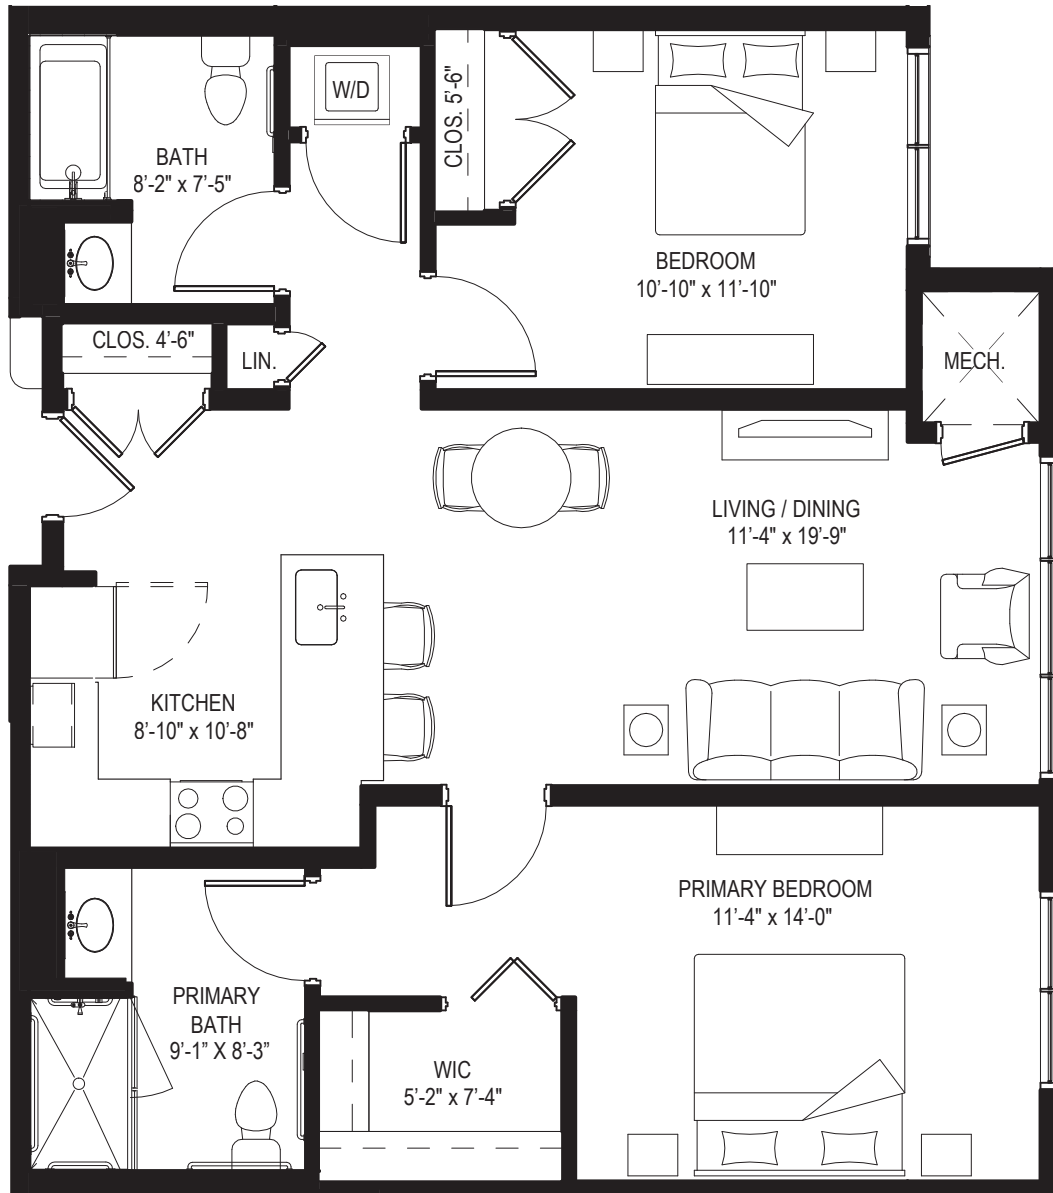 W/D
CLOS. 5'-6"
BATH
8'-2" x 7'-5"
BEDROOM
10'-10" x 11'-10"
CLOS. 4'-6"
LIN.
MECH.
LIVING / DINING
11'-4" x 19'-9"
KITCHEN
8'-10" x 10'-8"
PRIMARY BEDROOM
11'-4" x 14'-0"
PRIMARY
BATH
9'-1” X 8'-3”
WIC
5'-2" x 7'-4"